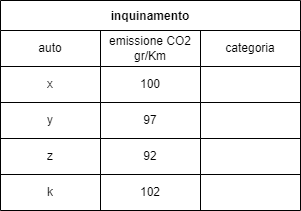 inquinamento
auto emissione CO2 gr/Km categoria
x 100
y 97
z 92
k 102